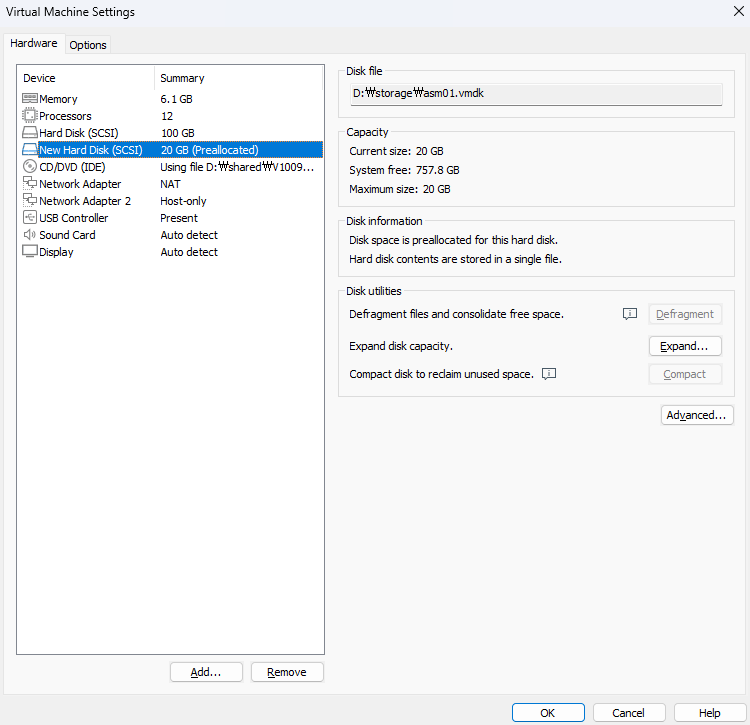 Virtual Machine Settings
Hardware Options
Device Summary
Memory 6.1 GB
Processors 12
Hard Disk (SCSI) 100 GB
New Hard Disk (SCSI) 20 GB (Preallocated)
CD/DVD (IDE) Using file D:₩shared₩V1009...
Network Adapter NAT
Network Adapter 2 Host-only
USB Controller Present
Sound Card Auto detect
Display Auto detect
Add...
Remove
Disk file
D:₩storage₩asm01.vmdk
Capacity
Current size: 20 GB
System free: 757.8 GB
Maximum size: 20 GB
Disk information
Disk space is preallocated for this hard disk.
Hard disk contents are stored in a single file.
Disk utilities
Defragment files and consolidate free space. Defragment
Expand disk capacity. Expand...
Compact disk to reclaim unused space. Compact
Advanced...
OK Cancel Help